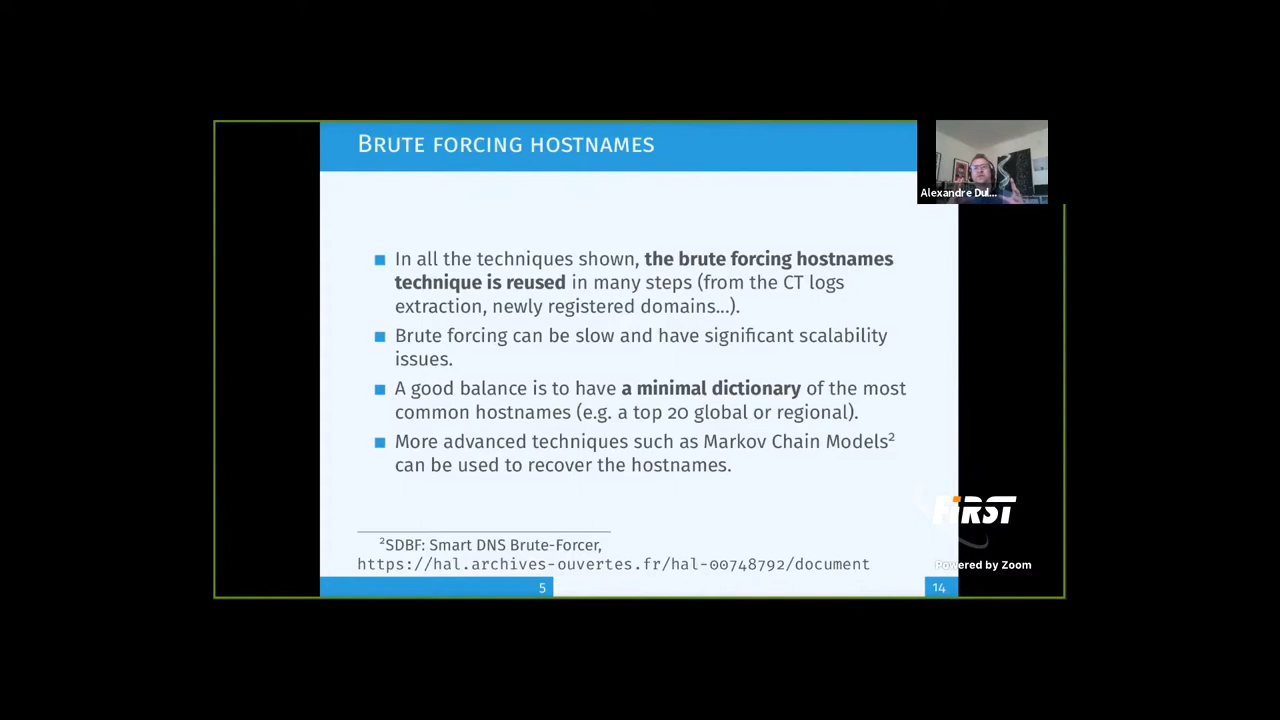 BRUTE FORCING HOSTNAMES
Alexandre Dul...
■ In all the techniques shown, the brute forcing hostnames
technique is reused in many steps (from the CT logs
extraction, newly registered domains...).
■ Brute forcing can be slow and have significant scalability
issues.
■ A good balance is to have a minimal dictionary of the most
common hostnames (e.g. a top 20 global or regional).
■ More advanced techniques such as Markov Chain Models²
can be used to recover the hostnames.
FiRST
²SDBF: Smart DNS Brute-Forcer,
https://hal.archives-ouvertes.fr/hal-00748792/document
Powered by Zoom
5
14